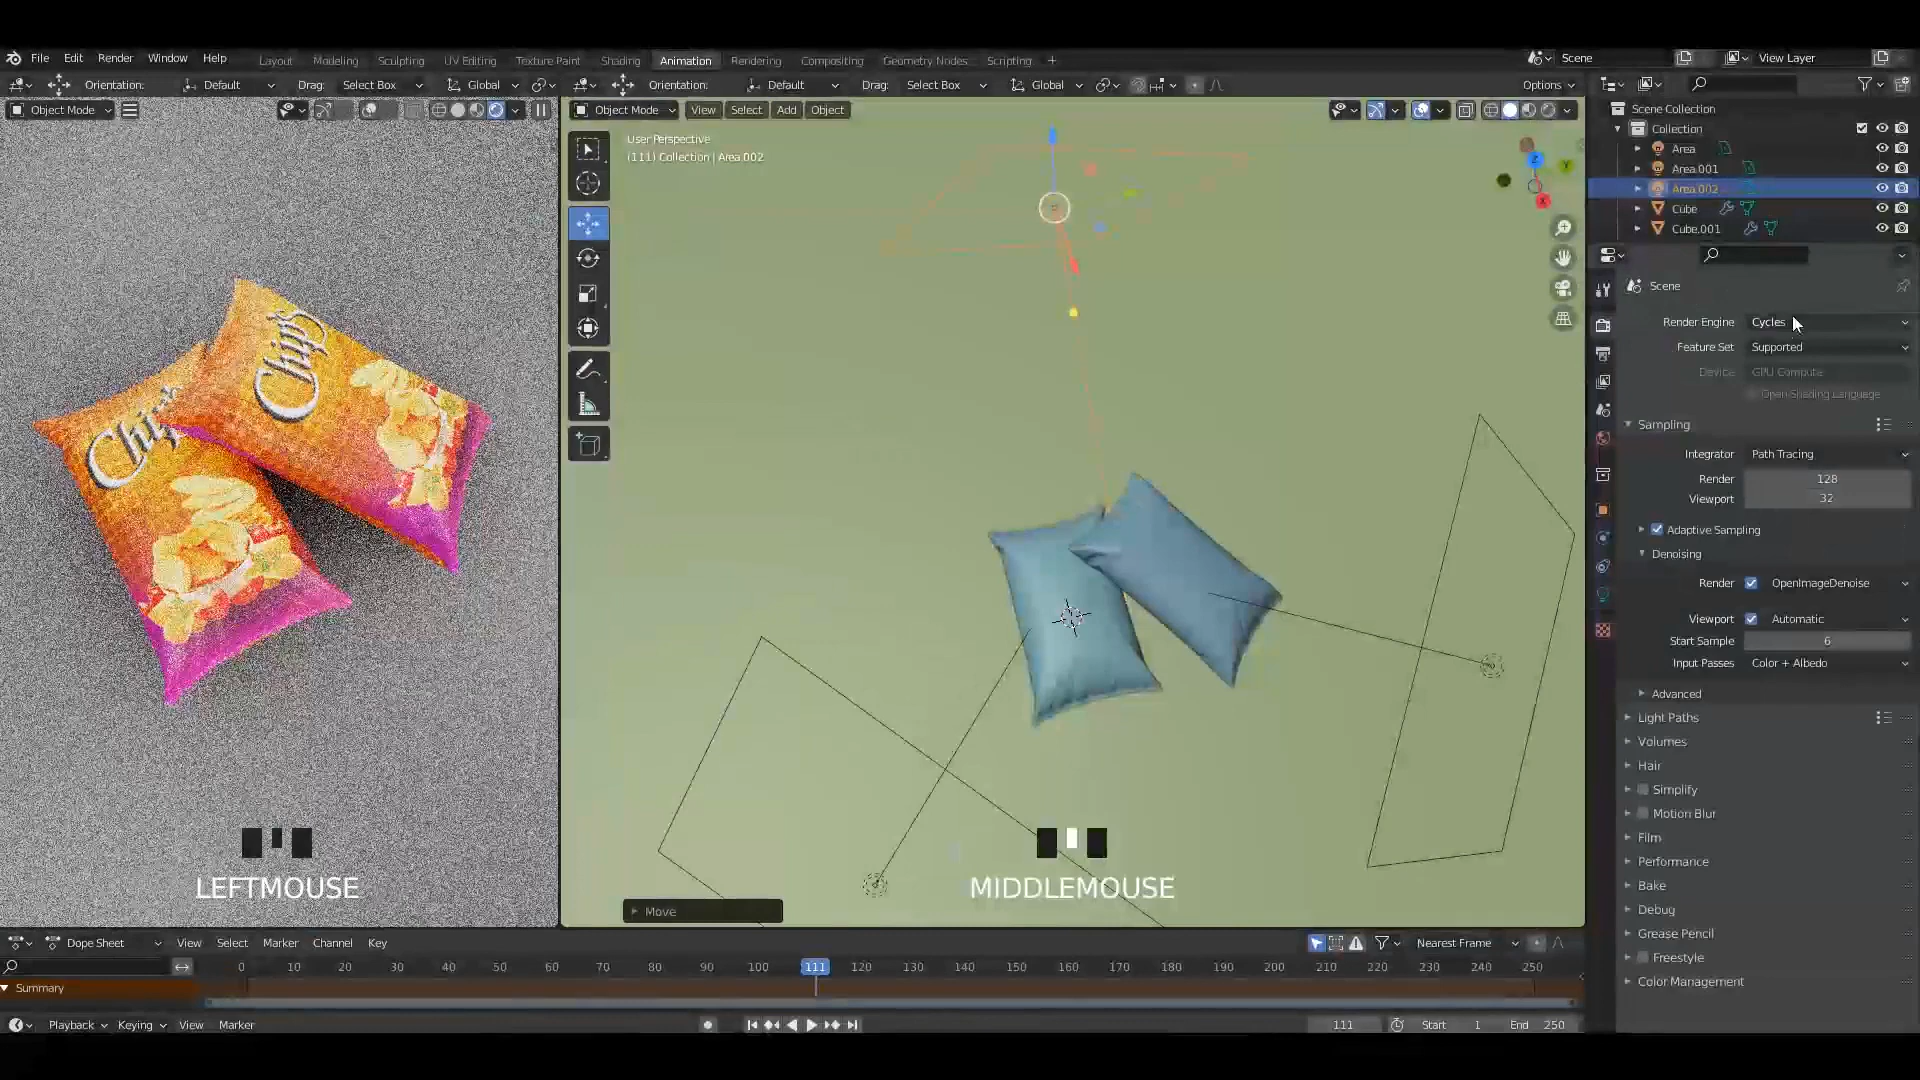 File Edit Render Window Help Layout Modeling Sculpting UV Editing Texture Paint Shading Animation Rendering Compositing Geometry Nodes Scripting + Scene View Layer
Orientation: Default Drag: Select Box Global Orientation: Default Drag: Select Box Global Options
Object Mode Object Mode View Select Add Object
User Perspective
(111) Collection | Area.002
Z
Y
X
Chips
Chips
Move
LEFTMOUSE
MIDDLEMOUSE
Scene Collection
Collection
Area
Area.001
Area.002
Cube
Cube.001
Scene
Render Engine Cycles
Feature Set Supported
Device GPU Compute
Open Shading Language
Sampling
Integrator Path Tracing
Render 128
Viewport 32
Adaptive Sampling
Denoising
Render OpenImageDenoise
Viewport Automatic
Start Sample 6
Input Passes Color + Albedo
Advanced
Light Paths
Volumes
Hair
Simplify
Motion Blur
Film
Performance
Bake
Debug
Grease Pencil
Freestyle
Color Management
Dope Sheet View Select Marker Channel Key Nearest Frame
0 10 20 30 40 50 60 70 80 90 100 111 120 130 140 150 160 170 180 190 200 210 220 230 240 250
Summary
Playback Keying View Marker 111 Start 1 End 250